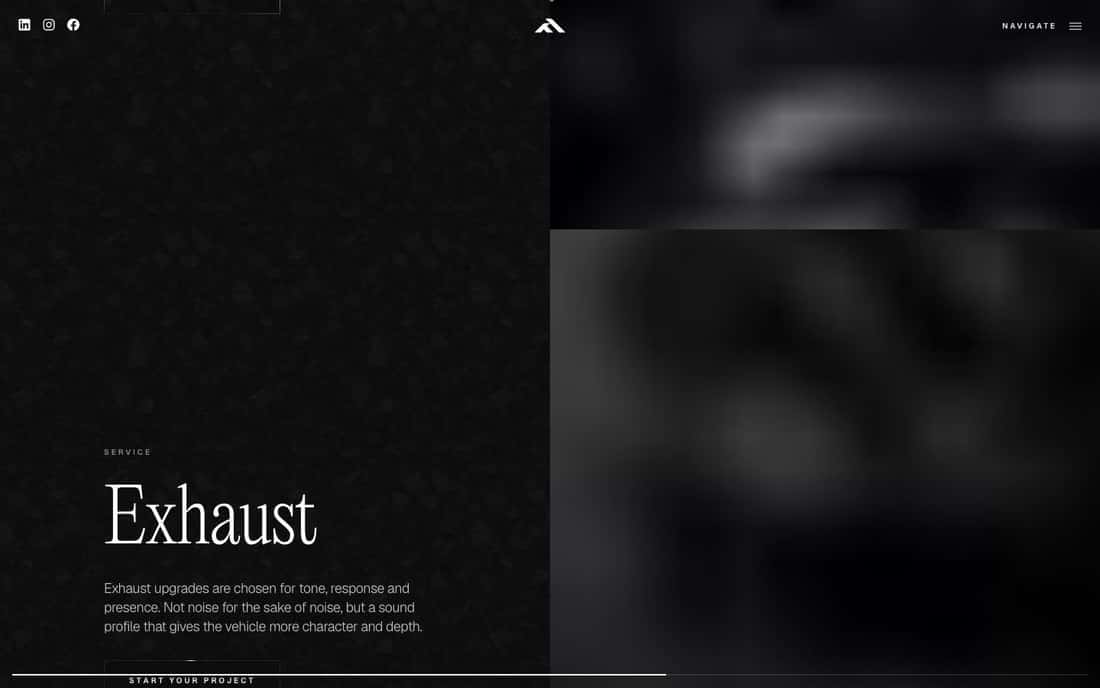 NAVIGATE
SERVICE
Exhaust
Exhaust upgrades are chosen for tone, response and
presence. Not noise for the sake of noise, but a sound
profile that gives the vehicle more character and depth.
START YOUR PROJECT